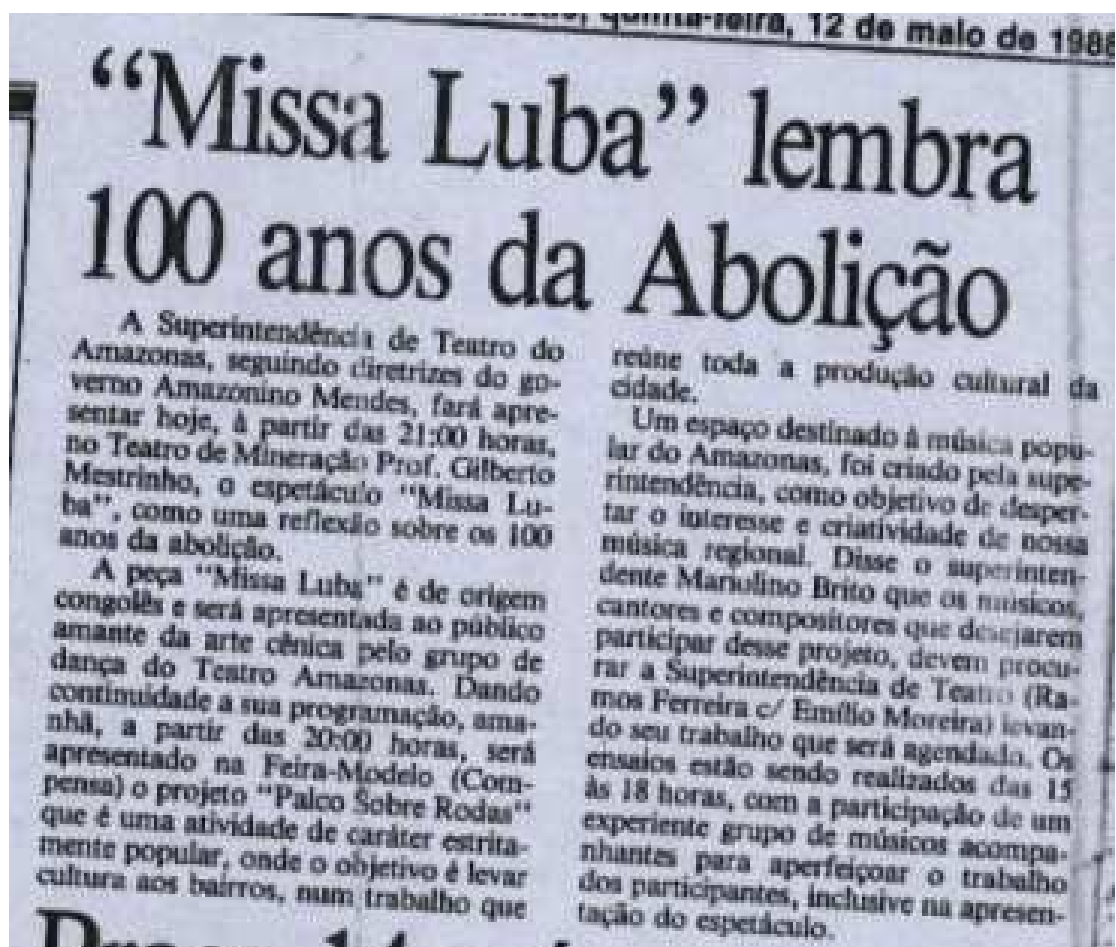 quinta-feira, 12 de maio de 1988
“Missa Luba” lembra
100 anos da Abolição
A Superintendência de Teatro do
Amazonas, seguindo diretrizes do go-
verno Amazonino Mendes, fará apre-
sentar hoje, à partir das 21:00 horas,
no Teatro de Mineração Prof. Gilberto
Mestrinho, o espetáculo “Missa Lu-
ba”, como uma reflexão sobre os 100
anos da abolição.
A peça “Missa Luba” é de origem
congolês e será apresentada ao público
amante da arte cênica pelo grupo de
dança do Teatro Amazonas. Dando
continuidade a sua programação, ama-
nhã, a partir das 20:00 horas, será
apresentado na Feira-Modelo (Com-
pensa) o projeto “Palco Sobre Rodas”
que é uma atividade de caráter estrita-
mente popular, onde o objetivo é levar
cultura aos bairros, num trabalho que
reúne toda a produção cultural da
cidade.
Um espaço destinado à música popu-
lar do Amazonas, foi criado pela supe-
rintendência, como objetivo de desper-
tar o interesse e criatividade de nossa
música regional. Disse o superinten-
dente Mariolino Brito que os músicos,
cantores e compositores que desejarem
participar desse projeto, devem procu-
rar a Superintendência de Teatro (Ra-
mos Ferreira c/ Emílio Moreira) levan-
do seu trabalho que será agendado. Os
ensaios estão sendo realizados das 15
às 18 horas, com a participação de um
experiente grupo de músicos acompa-
nhantes para aperfeiçoar o trabalho
dos participantes, inclusive na apresen-
tação do espetáculo.